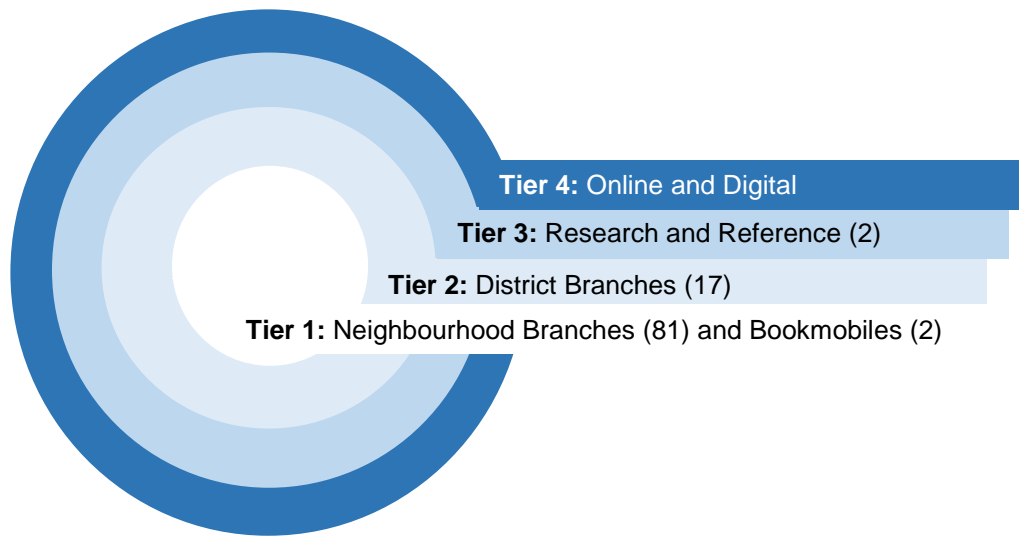 Tier 4: Online and Digital
Tier 3: Research and Reference (2)
Tier 2: District Branches (17)
Tier 1: Neighbourhood Branches (81) and Bookmobiles (2)